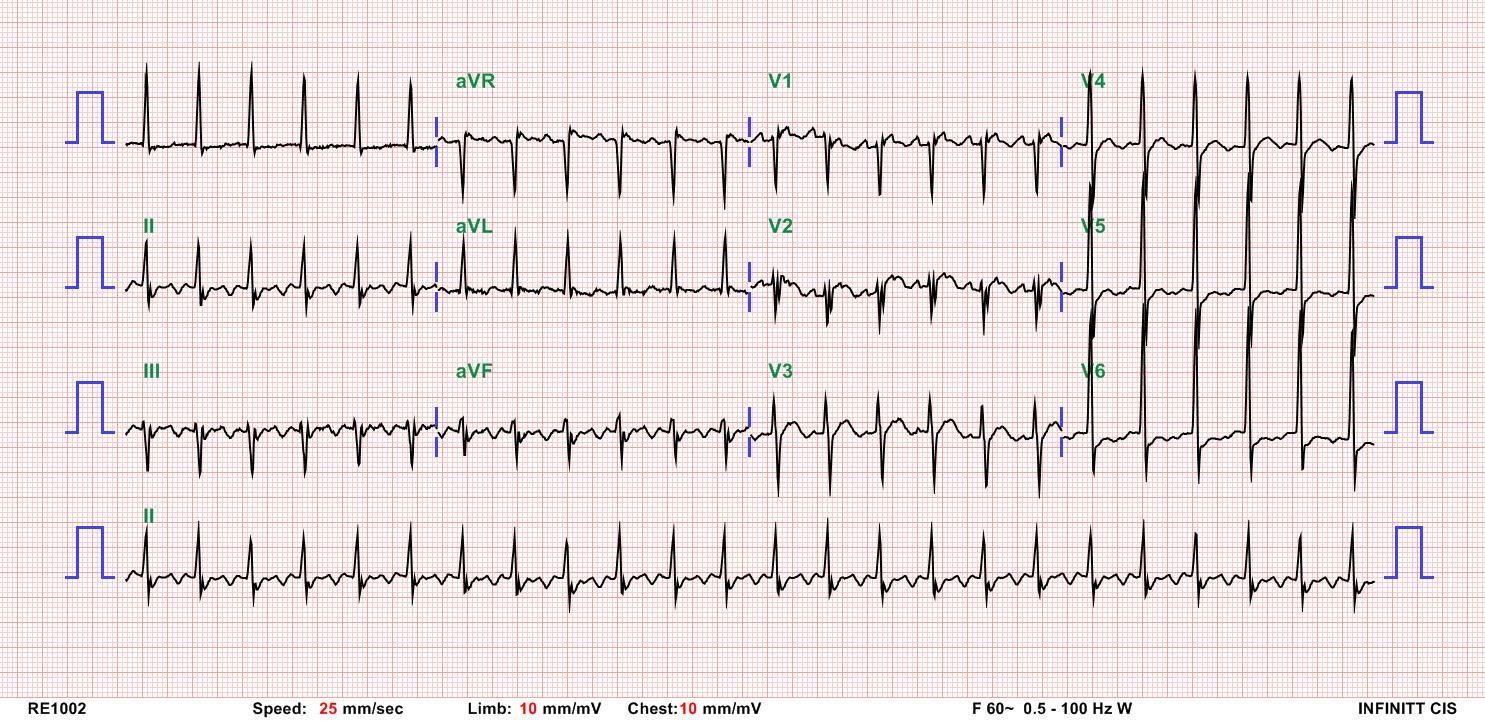 aVR V1 V4
II aVL V2 V5
III aVF V3 V6
II
RE1002 Speed: 25 mm/sec Limb: 10 mm/mV Chest:10 mm/mV F 60~ 0.5 - 100 Hz W INFINITT CIS